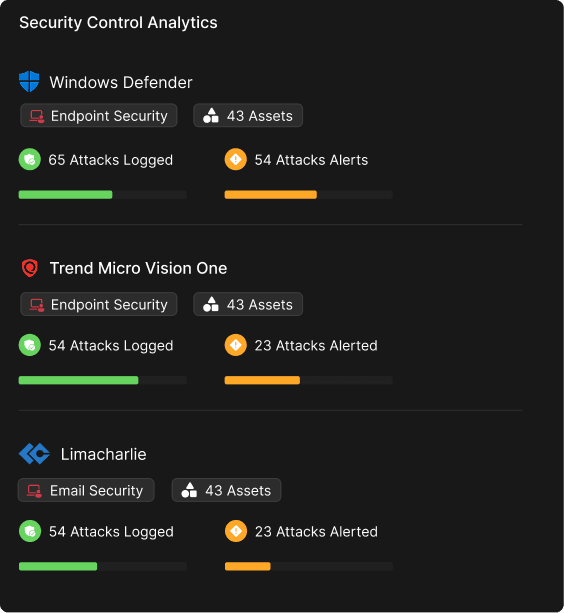 Security Control Analytics
Windows Defender
Endpoint Security 43 Assets
65 Attacks Logged 54 Attacks Alerts
Trend Micro Vision One
Endpoint Security 43 Assets
54 Attacks Logged 23 Attacks Alerted
Limacharlie
Email Security 43 Assets
54 Attacks Logged 23 Attacks Alerted